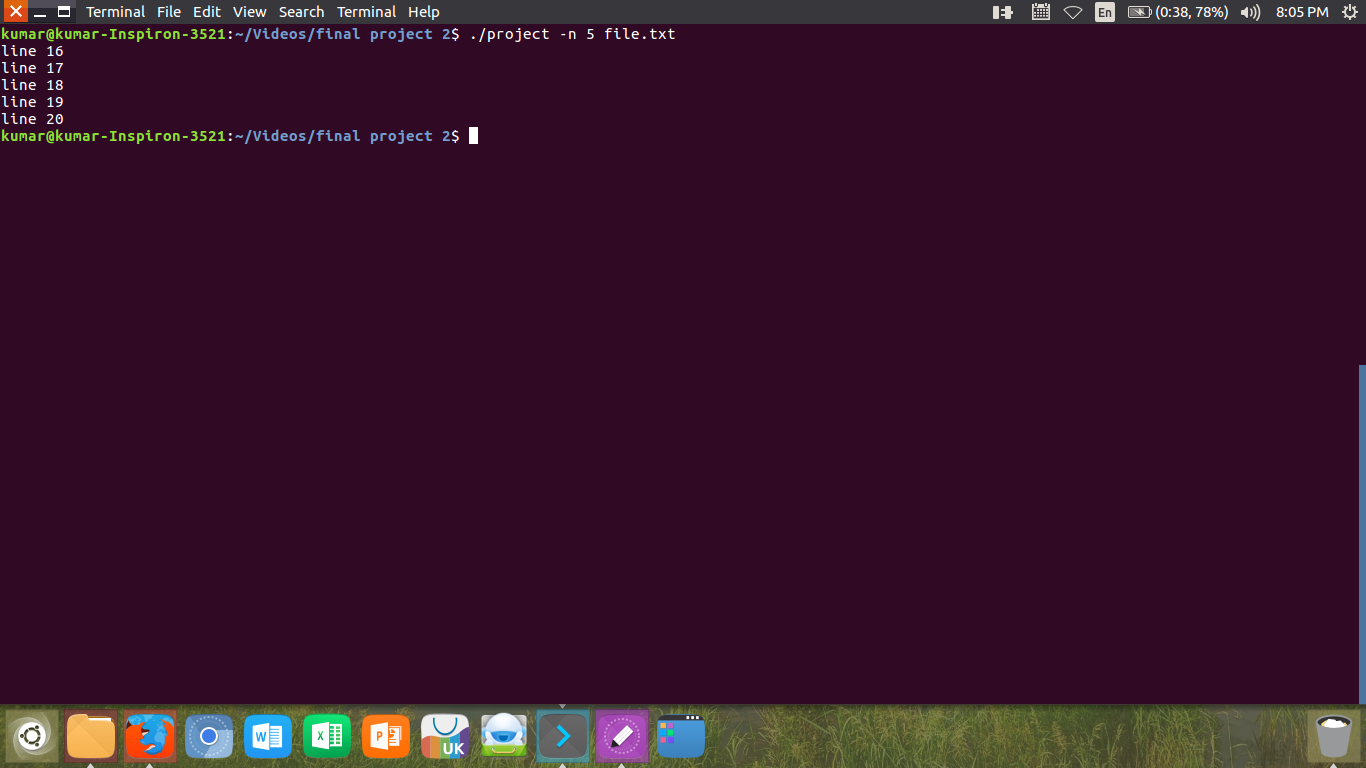 Terminal File Edit View Search Terminal Help En (0:38, 78%) 8:05 PM
kumar@kumar-Inspiron-3521:~/Videos/final project 2$ ./project -n 5 file.txt
line 16
line 17
line 18
line 19
line 20
kumar@kumar-Inspiron-3521:~/Videos/final project 2$
W X P UK